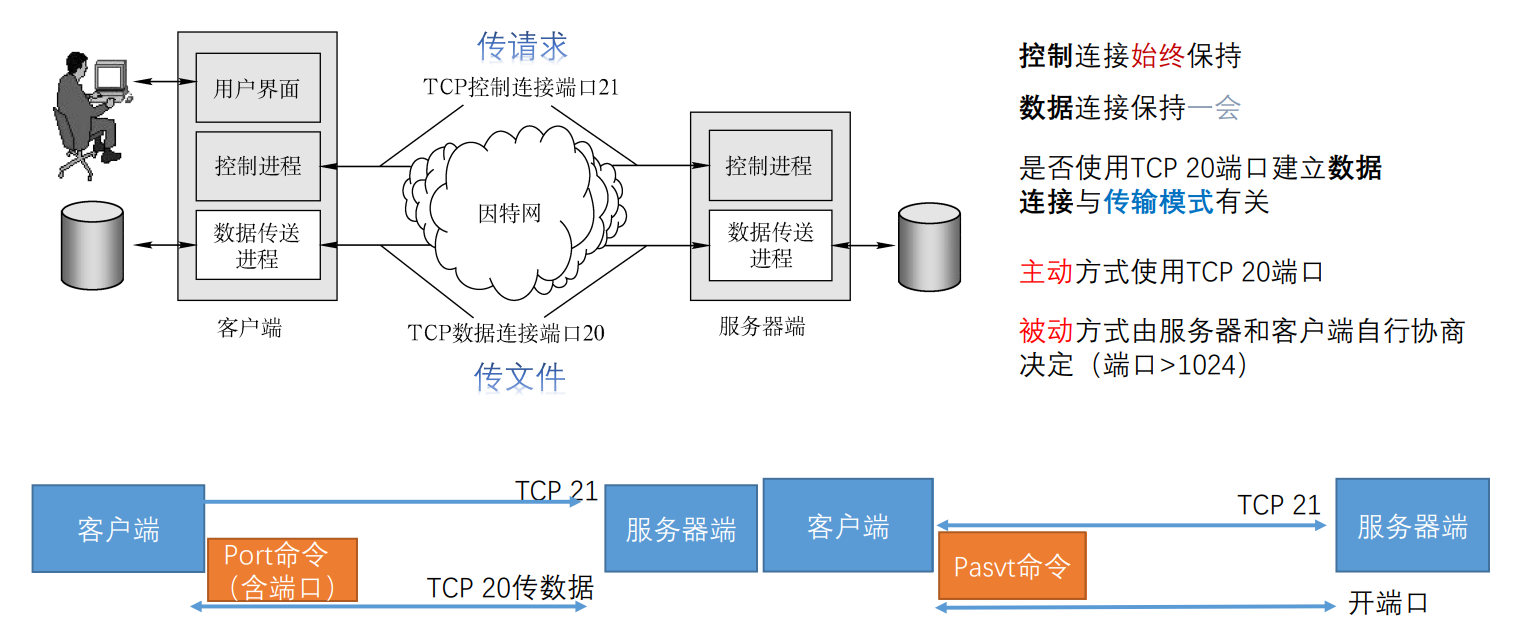 传请求
TCP控制连接端口21
用户界面
控制进程
数据传送
进程
客户端
因特网
控制进程
数据传送
进程
服务器端
TCP数据连接端口20
传文件
控制连接始终保持
数据连接保持一会
是否使用TCP 20端口建立数据
连接与传输模式有关
主动方式使用TCP 20端口
被动方式由服务器和客户端自行协商
决定（端口>1024）
客户端
TCP 21
Port命令
（含端口）
TCP 20传数据
服务器端
客户端
TCP 21
Pasvt命令
开端口
服务器端